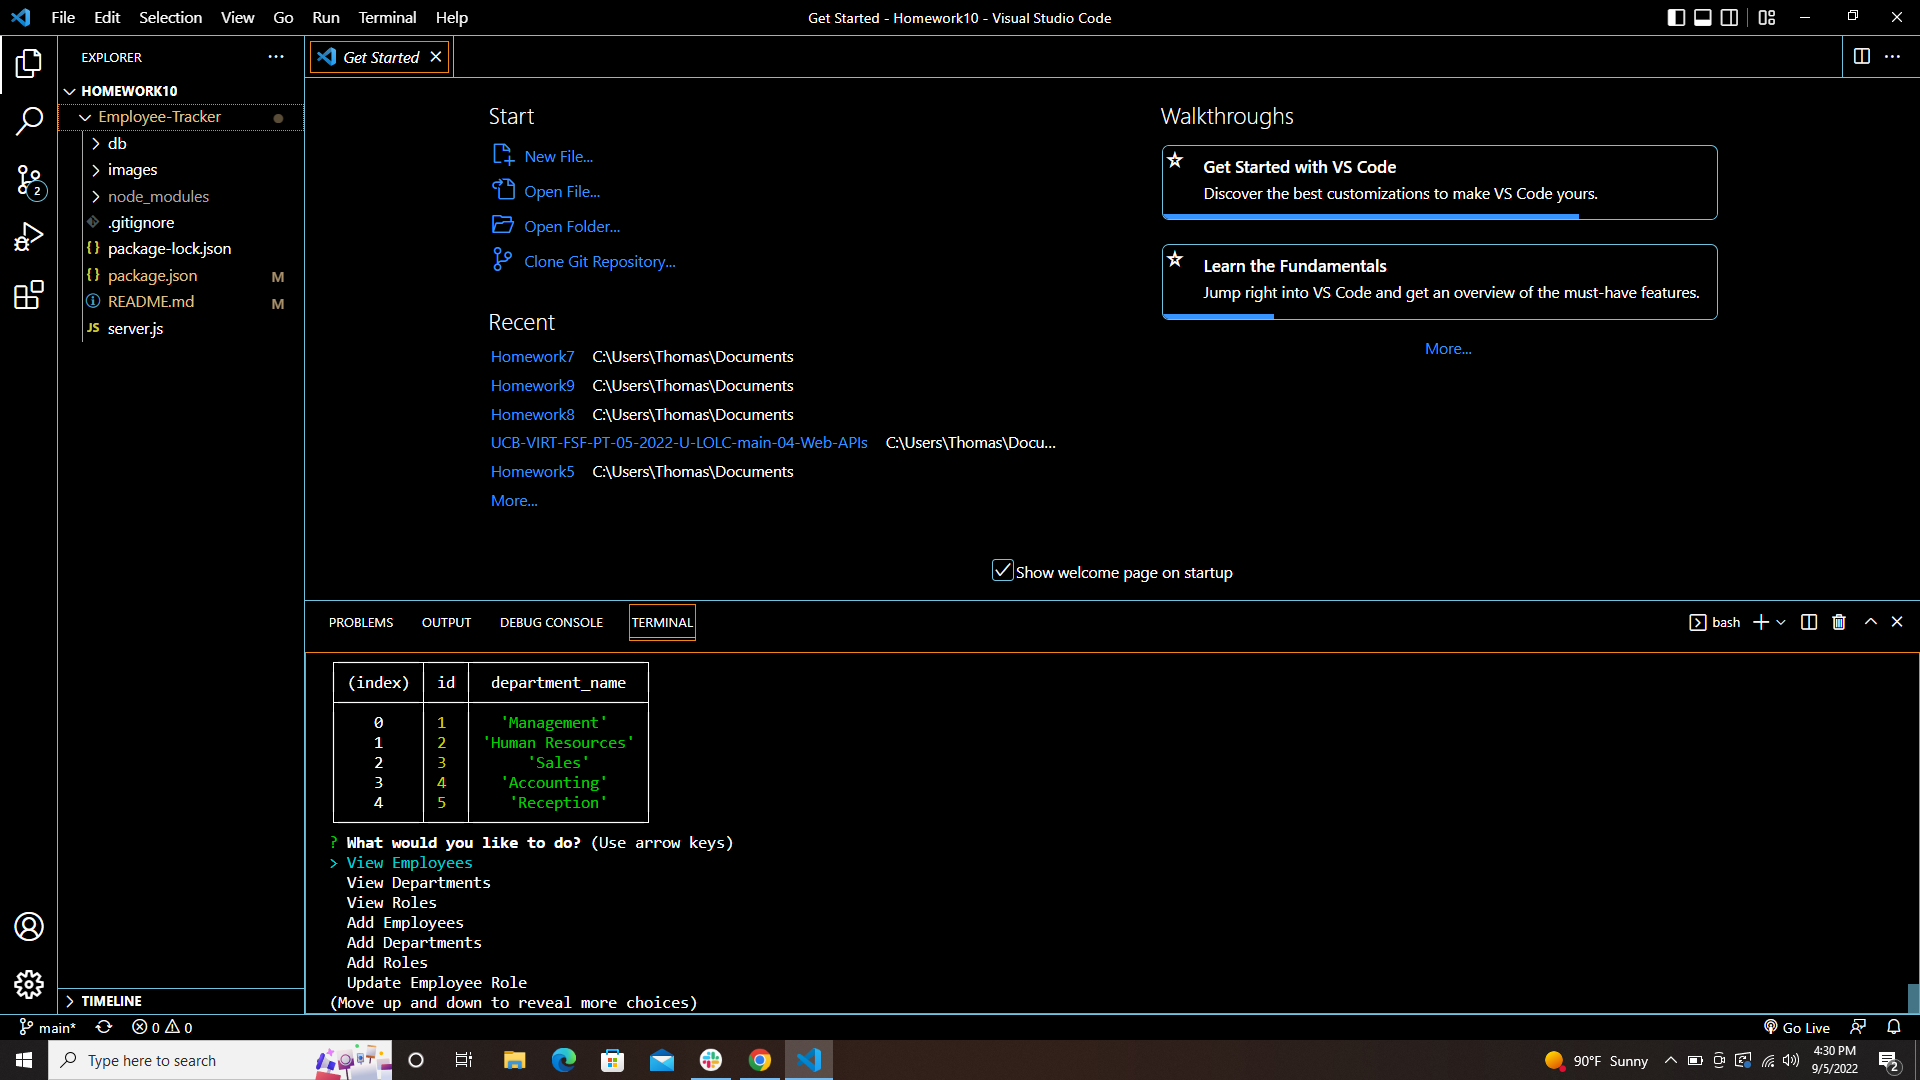 File Edit Selection View Go Run Terminal Help
Get Started - Homework10 - Visual Studio Code
EXPLORER
HOMEWORK10
Employee-Tracker
db
images
node_modules
.gitignore
{} package-lock.json
{} package.json M
README.md M
JS server.js
TIMELINE
2
Get Started
Start
New File...
Open File...
Open Folder...
Clone Git Repository...
Recent
Homework7 C:\Users\Thomas\Documents
Homework9 C:\Users\Thomas\Documents
Homework8 C:\Users\Thomas\Documents
UCB-VIRT-FSF-PT-05-2022-U-LOLC-main-04-Web-APIs C:\Users\Thomas\Docu...
Homework5 C:\Users\Thomas\Documents
More...
Walkthroughs
Get Started with VS Code
Discover the best customizations to make VS Code yours.
Learn the Fundamentals
Jump right into VS Code and get an overview of the must-have features.
More...
Show welcome page on startup
PROBLEMS OUTPUT DEBUG CONSOLE TERMINAL
bash
(index) id department_name
0 1 'Management'
1 2 'Human Resources'
2 3 'Sales'
3 4 'Accounting'
4 5 'Reception'
? What would you like to do? (Use arrow keys)
> View Employees
View Departments
View Roles
Add Employees
Add Departments
Add Roles
Update Employee Role
(Move up and down to reveal more choices)
main* 0 0
Go Live
Type here to search
90°F Sunny
4:30 PM
9/5/2022
2